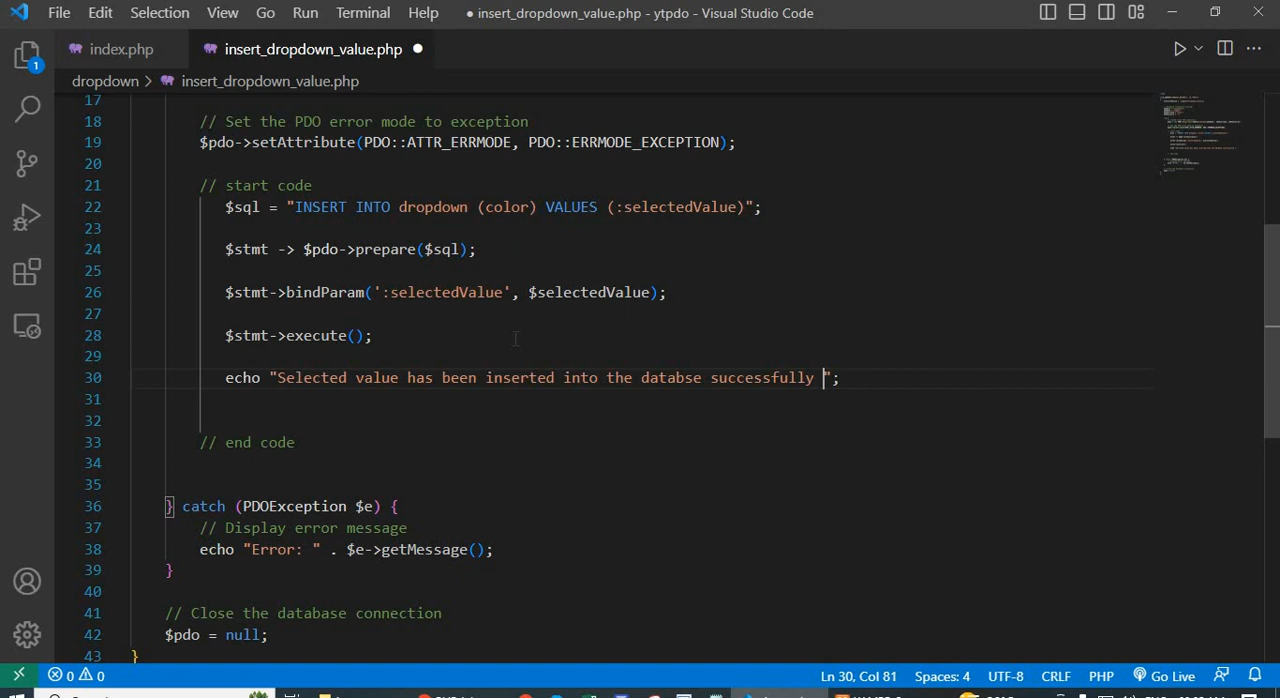 File Edit Selection View Go Run Terminal Help ● insert_dropdown_value.php - ytpdo - Visual Studio Code
index.php insert_dropdown_value.php
dropdown > insert_dropdown_value.php
17
18 // Set the PDO error mode to exception
19 $pdo->setAttribute(PDO::ATTR_ERRMODE, PDO::ERRMODE_EXCEPTION);
20
21 // start code
22 $sql = "INSERT INTO dropdown (color) VALUES (:selectedValue)";
23
24 $stmt -> $pdo->prepare($sql);
25
26 $stmt->bindParam(':selectedValue', $selectedValue);
27
28 $stmt->execute();
29
30 echo "Selected value has been inserted into the databse successfully ";
31
32
33 // end code
34
35
36 } catch (PDOException $e) {
37 // Display error message
38 echo "Error: " . $e->getMessage();
39 }
40
41 // Close the database connection
42 $pdo = null;
43 }
1
0 0 Ln 30, Col 81 Spaces: 4 UTF-8 CRLF PHP Go Live